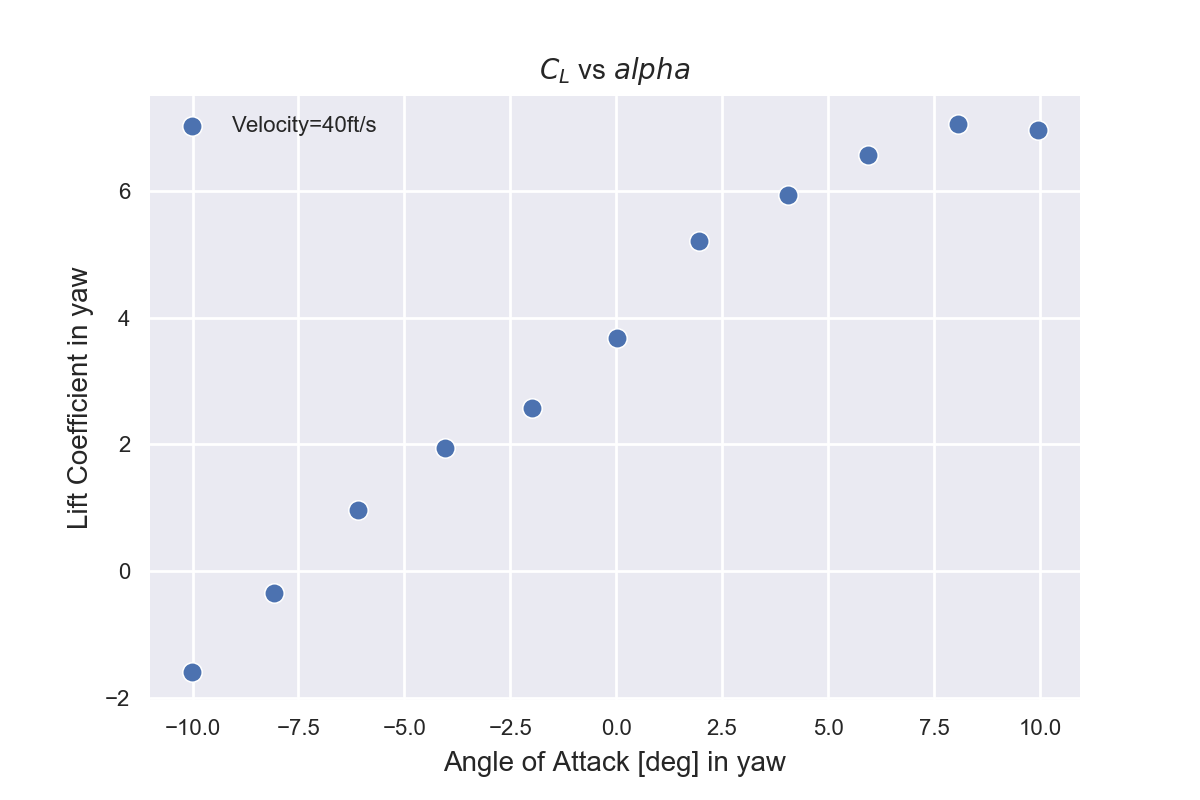 C_L vs alpha
Velocity=40ft/s
6
4
2
0
−2
Lift Coefficient in yaw
−10.0 −7.5 −5.0 −2.5 0.0 2.5 5.0 7.5 10.0
Angle of Attack [deg] in yaw